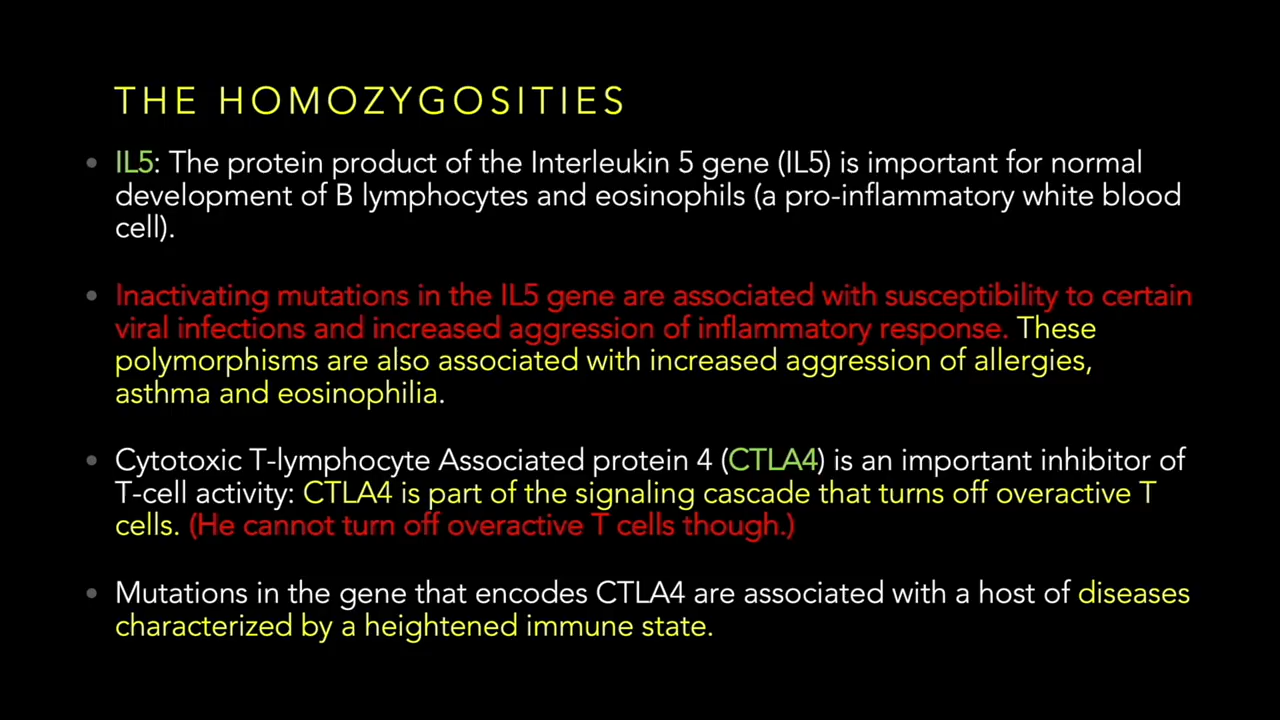 THE HOMOZYGOSITIES
• IL5: The protein product of the Interleukin 5 gene (IL5) is important for normal
development of B lymphocytes and eosinophils (a pro-inflammatory white blood
cell).
• Inactivating mutations in the IL5 gene are associated with susceptibility to certain
viral infections and increased aggression of inflammatory response. These
polymorphisms are also associated with increased aggression of allergies,
asthma and eosinophilia.
• Cytotoxic T-lymphocyte Associated protein 4 (CTLA4) is an important inhibitor of
T-cell activity: CTLA4 is part of the signaling cascade that turns off overactive T
cells. (He cannot turn off overactive T cells though.)
• Mutations in the gene that encodes CTLA4 are associated with a host of diseases
characterized by a heightened immune state.